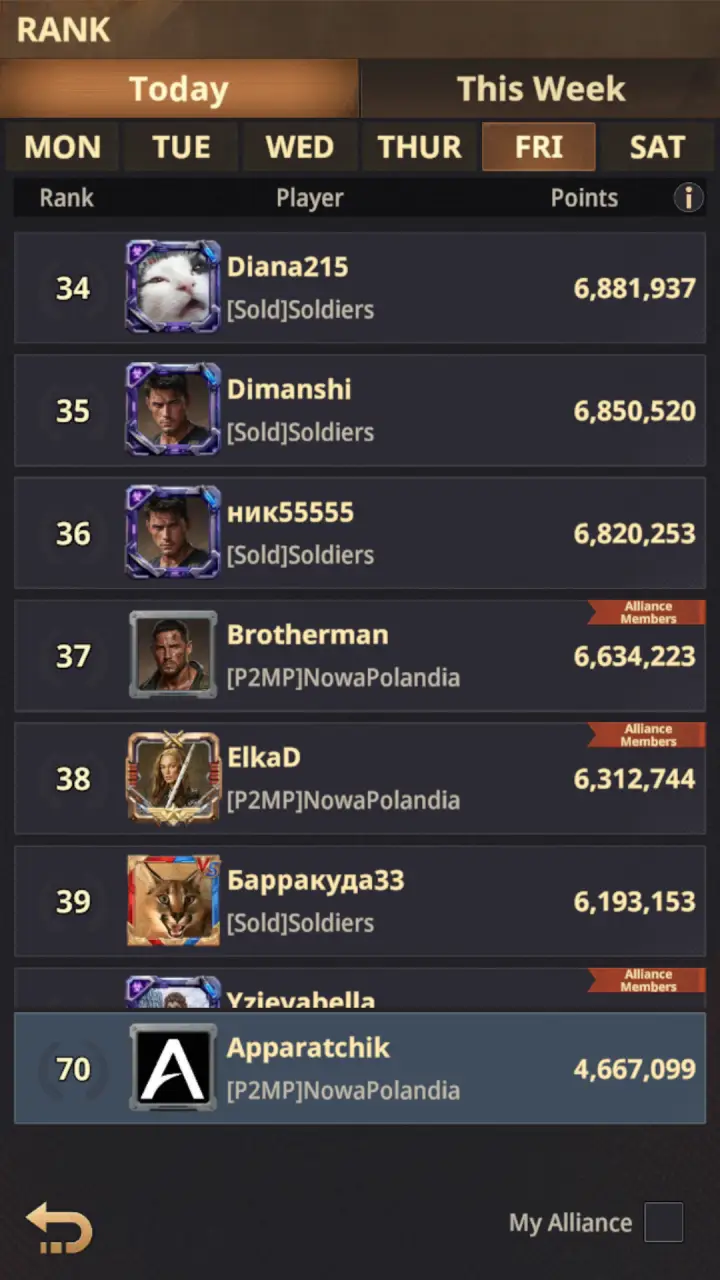 RANK
Today This Week
MON TUE WED THUR FRI SAT
Rank Player Points
34 Diana215 6,881,937
[Sold]Soldiers
35 Dimanshi 6,850,520
[Sold]Soldiers
36 ник55555 6,820,253
[Sold]Soldiers
Alliance Members
37 Brotherman 6,634,223
[P2MP]NowaPolandia
Alliance Members
38 ElkaD 6,312,744
[P2MP]NowaPolandia
39 Барракуда33 6,193,153
[Sold]Soldiers
Alliance Members
Yzievabella
70 Apparatchik 4,667,099
[P2MP]NowaPolandia
My Alliance